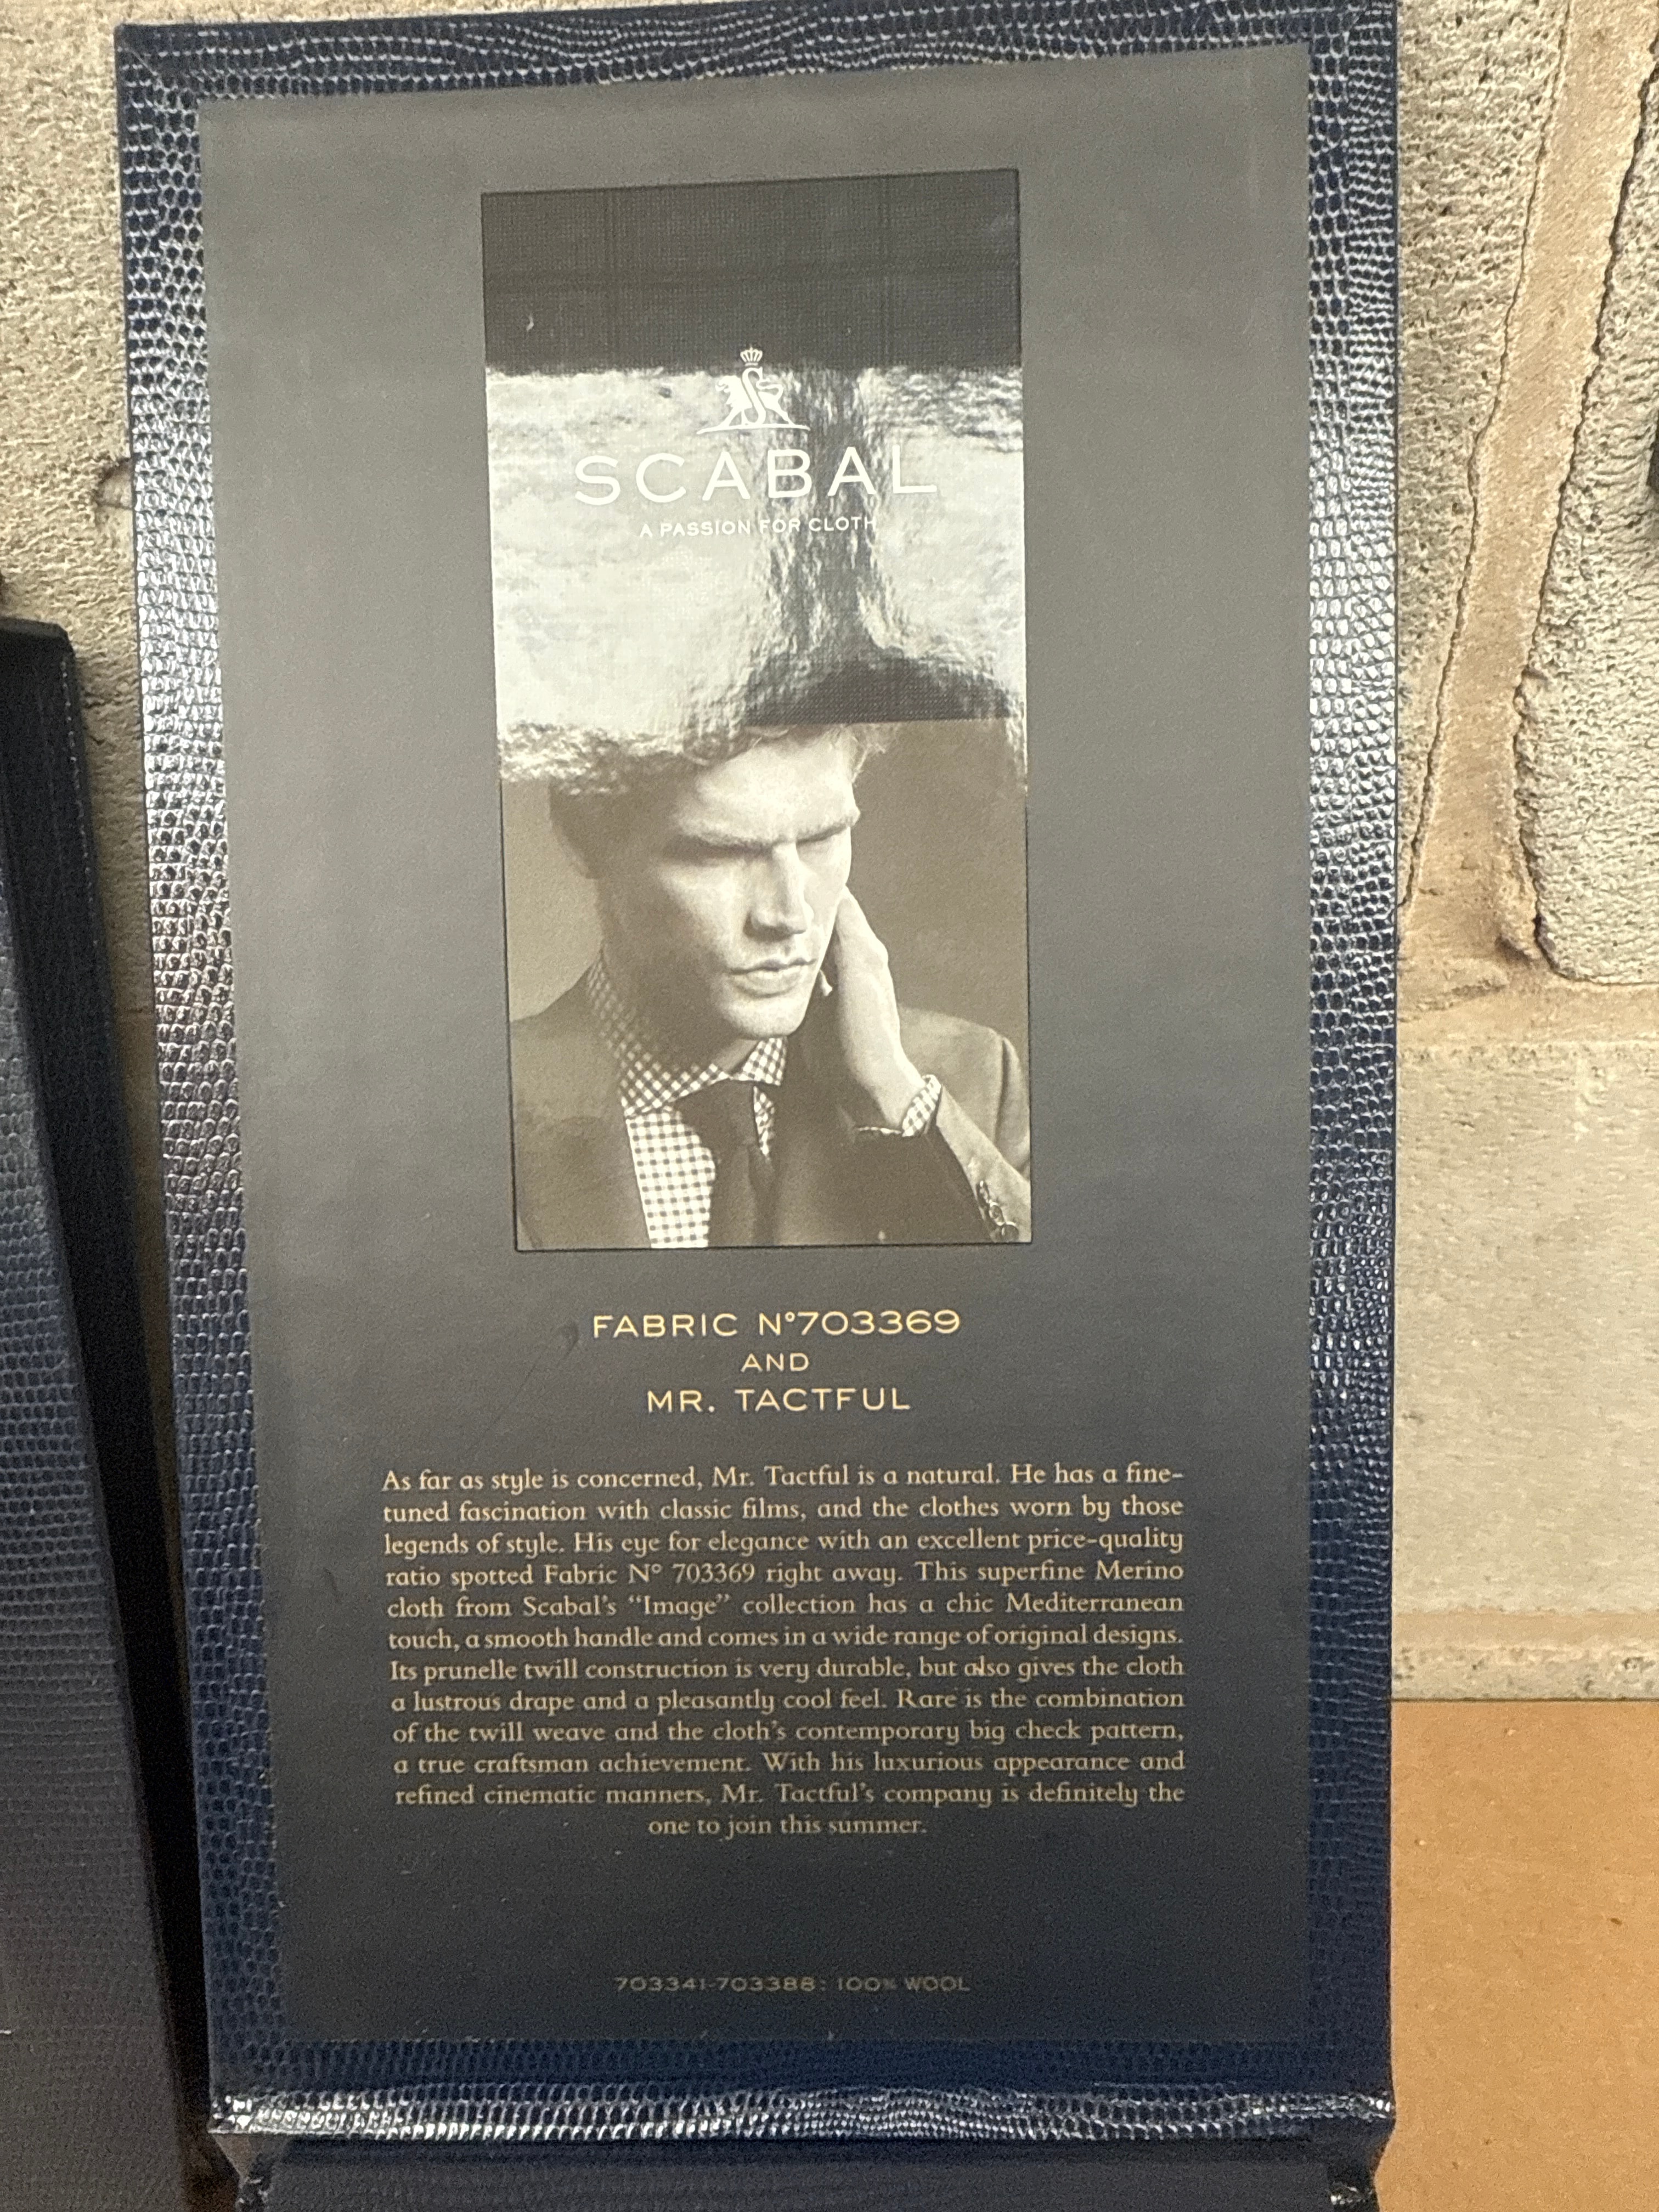 SCABAL
A PASSION FOR CLOTH
FABRIC N°703369
AND
MR. TACTFUL
As far as style is concerned, Mr. Tactful is a natural. He has a fine-
tuned fascination with classic films, and the clothes worn by those
legends of style. His eye for elegance with an excellent price-quality
ratio spotted Fabric N° 703369 right away. This superfine Merino
cloth from Scabal's “Image” collection has a chic Mediterranean
touch, a smooth handle and comes in a wide range of original designs.
Its prunelle twill construction is very durable, but also gives the cloth
a lustrous drape and a pleasantly cool feel. Rare is the combination
of the twill weave and the cloth's contemporary big check pattern,
a true craftsman achievement. With his luxurious appearance and
refined cinematic manners, Mr. Tactful's company is definitely the
one to join this summer.
703341-703388: 100% WOOL